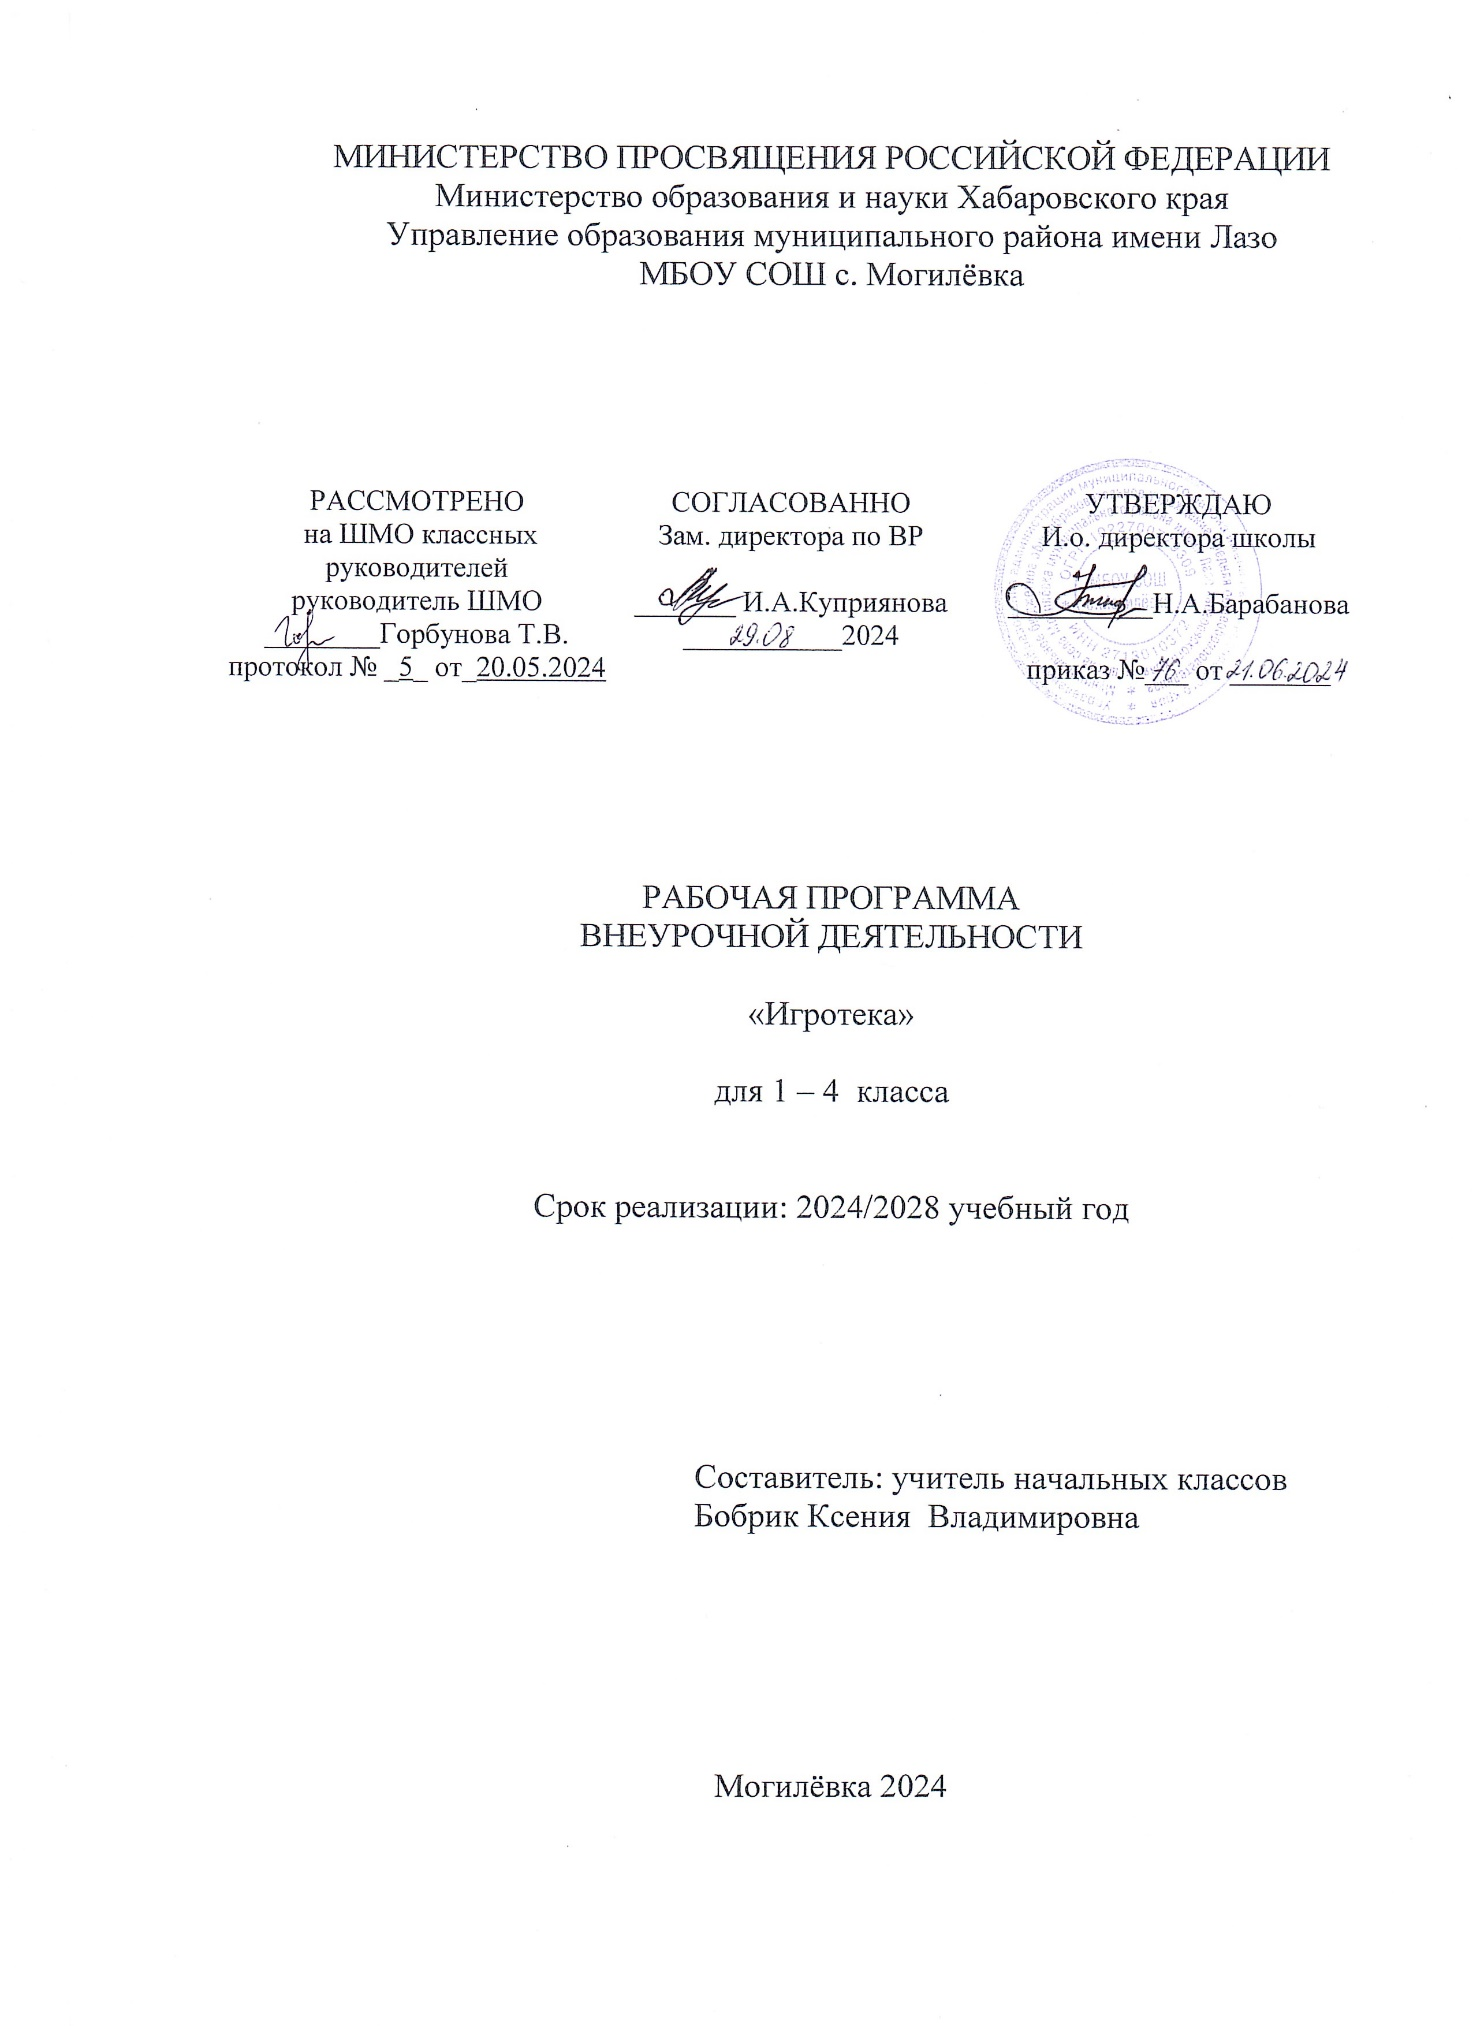 МИНИСТЕРСТВО ПРОСВЯЩЕНИЯ РОССИЙСКОЙ ФЕДЕРАЦИИ
Министерство образования и науки Хабаровского края
Управление образования муниципального района имени Лазо
МБОУ СОШ с. Могилёвка
РАССМОТРЕНО
на ШМО классных
руководителей
руководитель ШМО
Горбунова Т.В.
протокол № _5_ от_20.05.2024
СОГЛАСОВАННО
Зам. директора по ВР
И.А.Куприянова
29.08 2024
УТВЕРЖДАЮ
И.о. директора школы
Н.А.Барабанова
приказ № 76 от 21.06.2024
РАБОЧАЯ ПРОГРАММА
ВНЕУРОЧНОЙ ДЕЯТЕЛЬНОСТИ
«Игротека»
для 1 – 4 класса
Срок реализации: 2024/2028 учебный год
Составитель: учитель начальных классов
Бобрик Ксения Владимировна
Могилёвка 2024